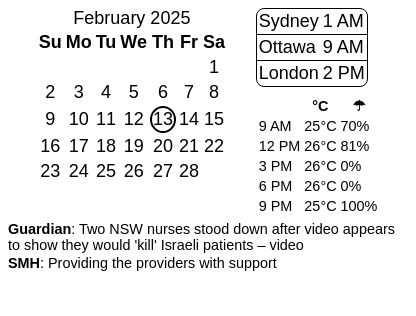 February 2025
Su Mo Tu We Th Fr Sa
1
2 3 4 5 6 7 8
9 10 11 12 13 14 15
16 17 18 19 20 21 22
23 24 25 26 27 28
Sydney 1 AM
Ottawa 9 AM
London 2 PM
°C ☂
9 AM 25°C 70%
12 PM 26°C 81%
3 PM 26°C 0%
6 PM 26°C 0%
9 PM 25°C 100%
Guardian: Two NSW nurses stood down after video appears
to show they would 'kill' Israeli patients – video
SMH: Providing the providers with support